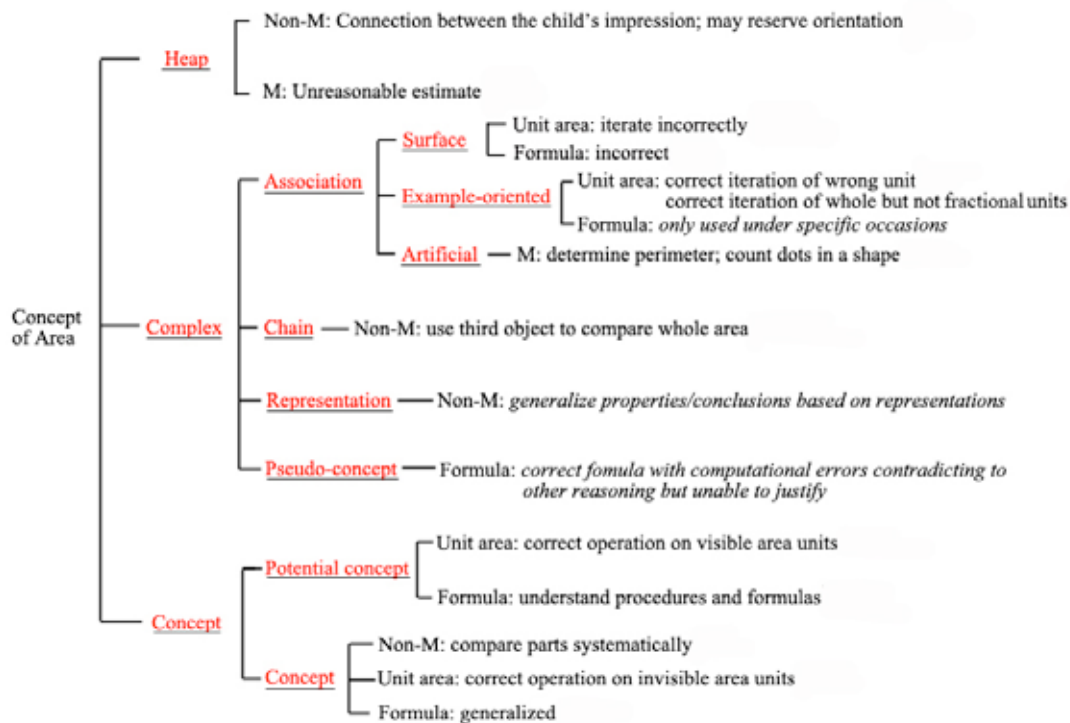 Non-M: Connection between the child's impression; may reserve orientation
Heap
M: Unreasonable estimate
Unit area: iterate incorrectly
Surface
Formula: incorrect
Association
Unit area: correct iteration of wrong unit
correct iteration of whole but not fractional units
Example-oriented
Formula: only used under specific occasions
Artificial
M: determine perimeter; count dots in a shape
Concept
of Area
Complex
Chain
Non-M: use third object to compare whole area
Representation
Non-M: generalize properties/conclusions based on representations
Pseudo-concept
Formula: correct fomula with computational errors contradicting to
other reasoning but unable to justify
Unit area: correct operation on visible area units
Potential concept
Formula: understand procedures and formulas
Concept
Non-M: compare parts systematically
Concept
Unit area: correct operation on invisible area units
Formula: generalized